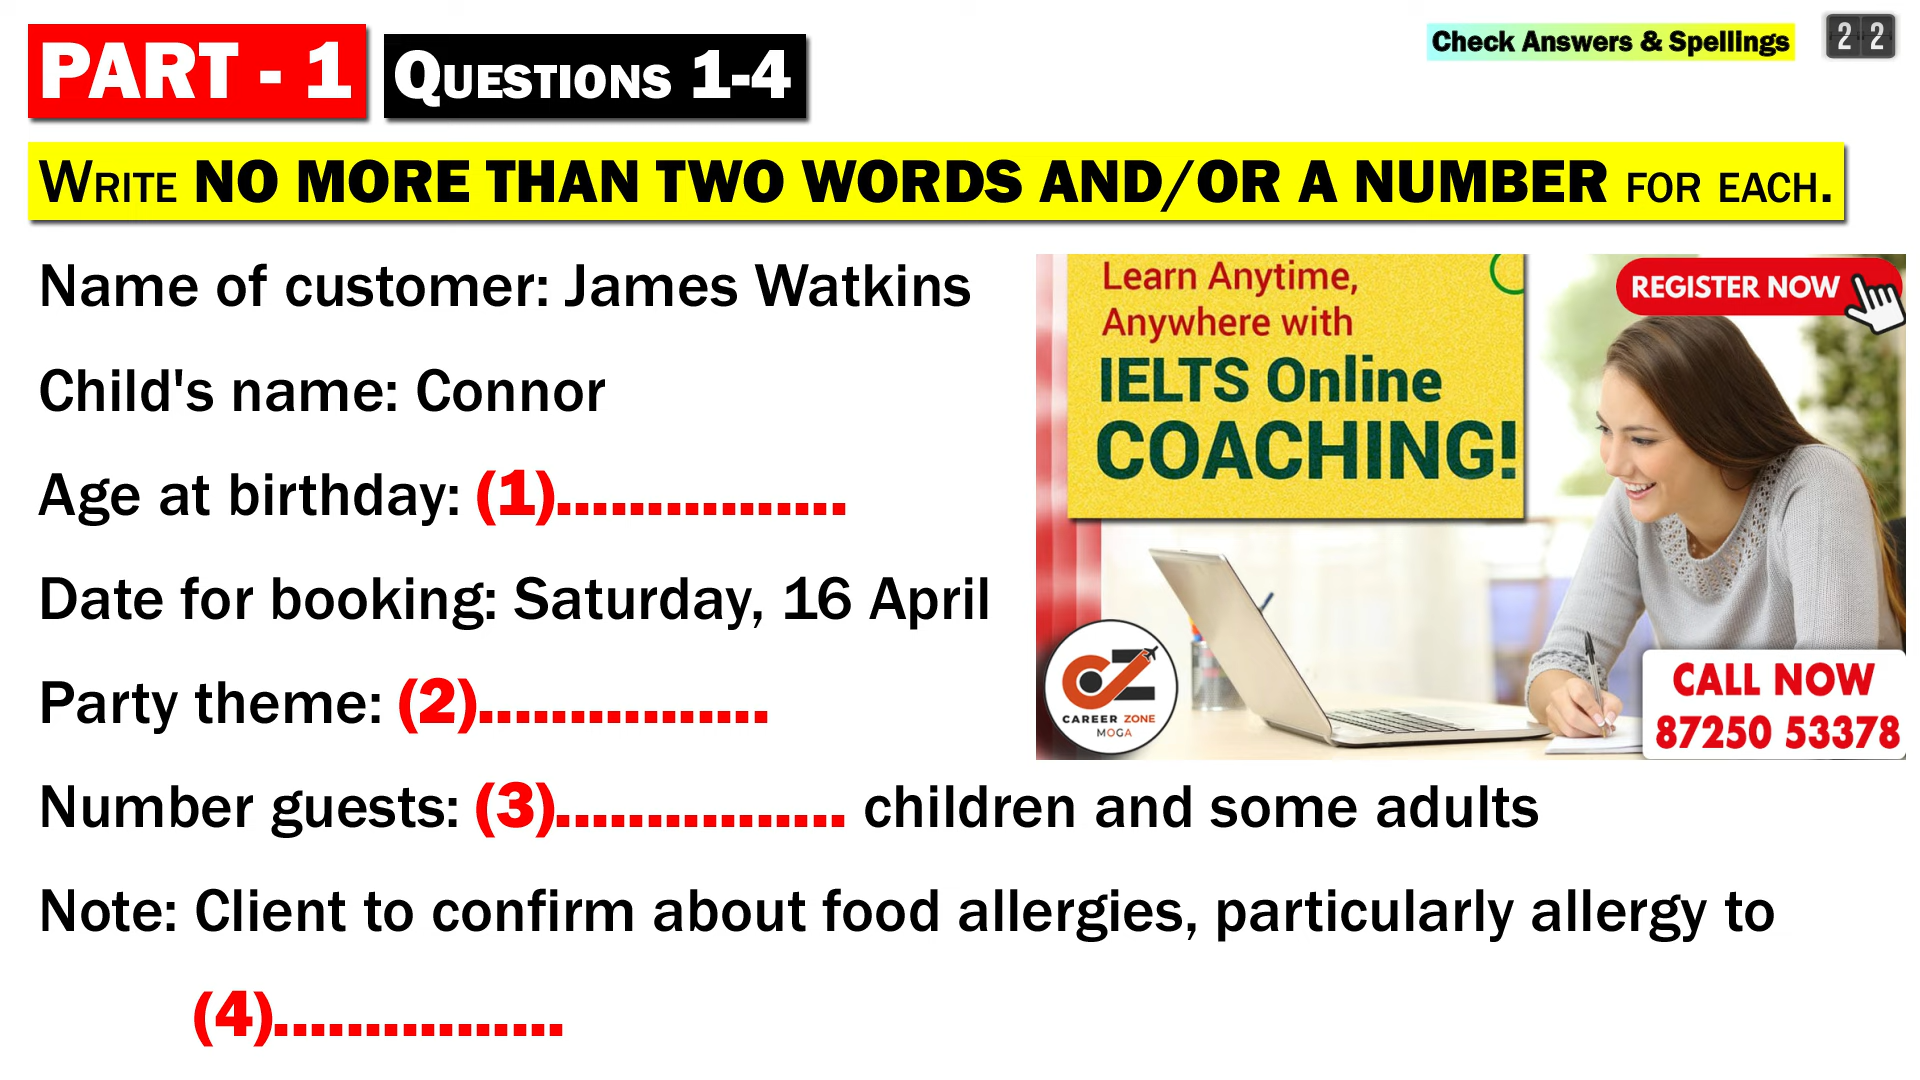 PART - 1
QUESTIONS 1-4
Check Answers & Spellings
22
WRITE NO MORE THAN TWO WORDS AND/OR A NUMBER FOR EACH.
Name of customer: James Watkins
Child's name: Connor
Age at birthday: (1)................
Date for booking: Saturday, 16 April
Party theme: (2)................
Number guests: (3)................ children and some adults
Note: Client to confirm about food allergies, particularly allergy to
(4)................
Learn Anytime,
Anywhere with
IELTS Online
COACHING!
REGISTER NOW
CAREER ZONE
MOGA
CALL NOW
87250 53378